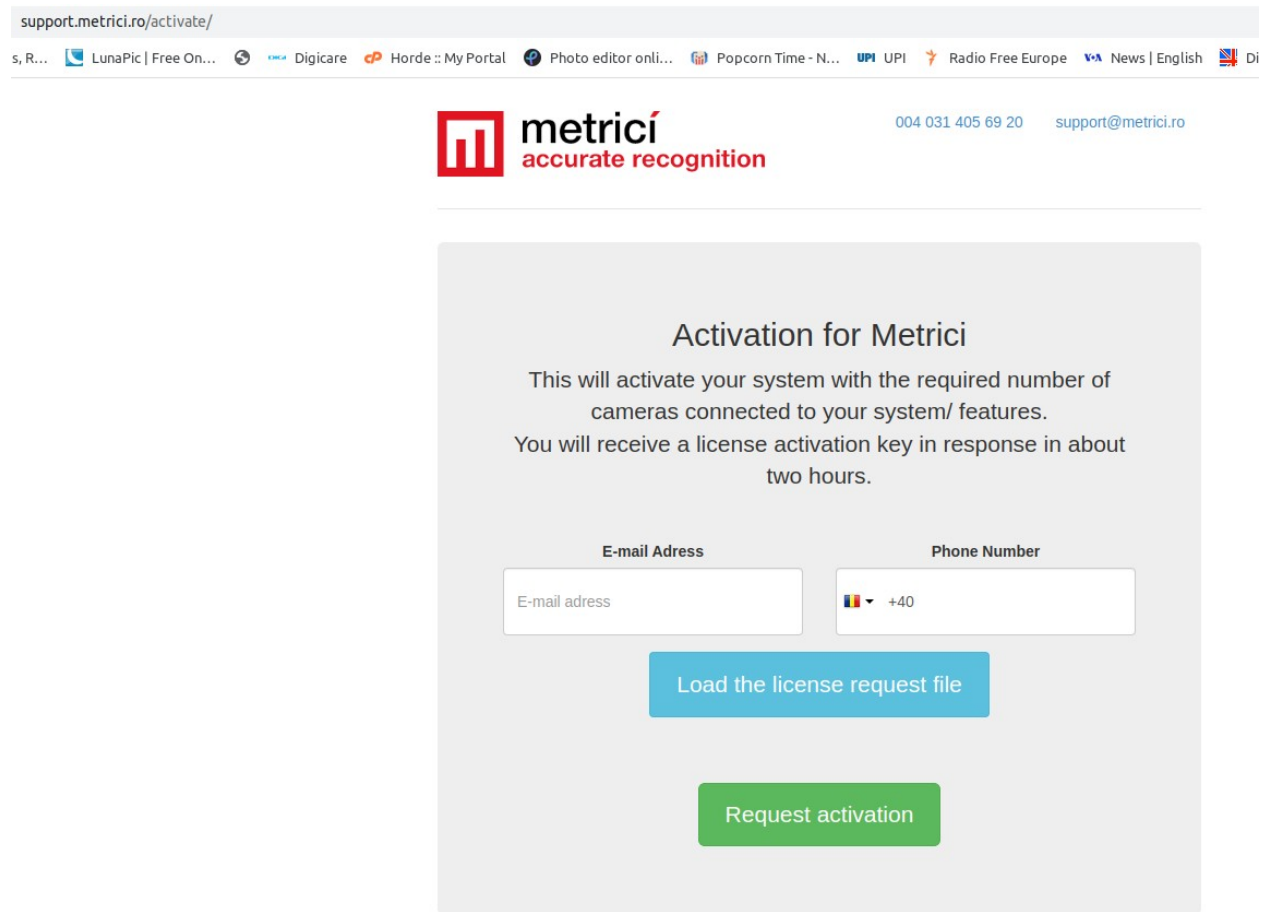 support.metrici.ro/activate/
s, R... LunaPic | Free On... Digicare cP Horde :: My Portal Photo editor onli... Popcorn Time - N... UPI UPI Radio Free Europe VOA News | English Di
metricí
accurate recognition
004 031 405 69 20 support@metrici.ro
Activation for Metrici
This will activate your system with the required number of
cameras connected to your system/ features.
You will receive a license activation key in response in about
two hours.
E-mail Adress Phone Number
E-mail adress +40
Load the license request file
Request activation